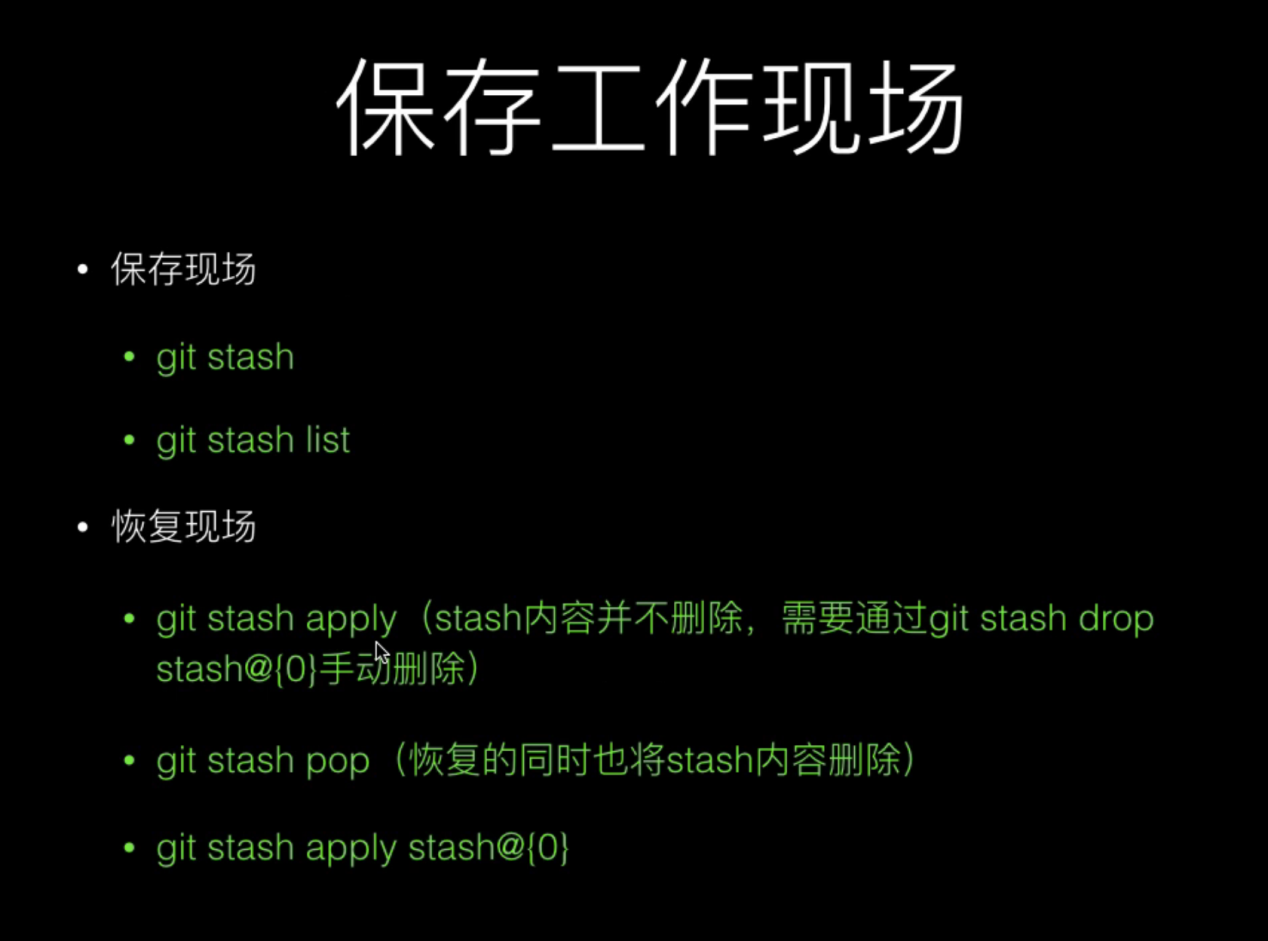 保存工作现场
• 保存现场
• git stash
• git stash list
• 恢复现场
• git stash apply（stash内容并不删除，需要通过git stash drop
stash@{0}手动删除）
• git stash pop（恢复的同时也将stash内容删除）
• git stash apply stash@{0}